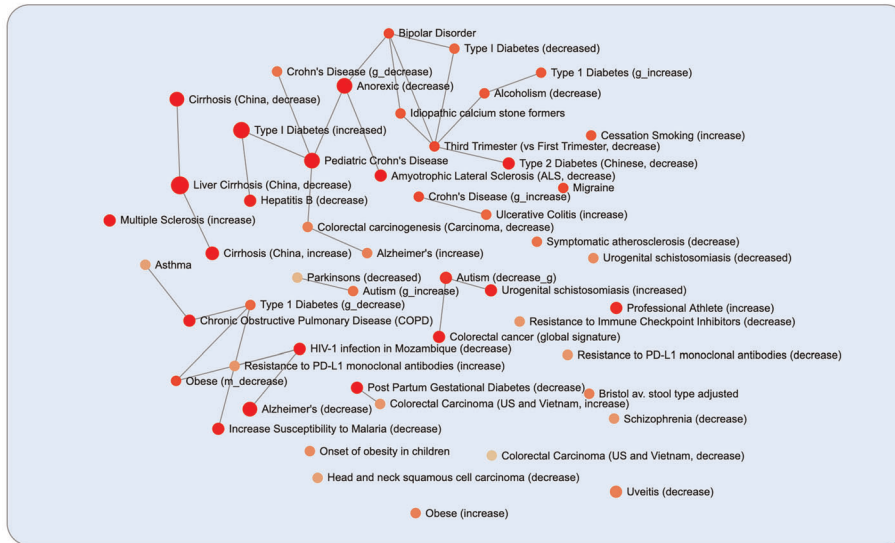 Bipolar Disorder
Type I Diabetes (decreased)
Crohn's Disease (g_decrease)
Type 1 Diabetes (g_increase)
Anorexic (decrease)
Alcoholism (decrease)
Cirrhosis (China, decrease)
Idiopathic calcium stone formers
Type I Diabetes (increased)
Cessation Smoking (increase)
Third Trimester (vs First Trimester, decrease)
Pediatric Crohn's Disease
Type 2 Diabetes (Chinese, decrease)
Amyotrophic Lateral Sclerosis (ALS, decrease)
Liver Cirrhosis (China, decrease)
Migraine
Crohn's Disease (g_increase)
Hepatitis B (decrease)
Ulcerative Colitis (increase)
Multiple Sclerosis (increase)
Colorectal carcinogenesis (Carcinoma, decrease)
Symptomatic atherosclerosis (decrease)
Cirrhosis (China, increase)
Alzheimer's (increase)
Urogenital schistosomiasis (decreased)
Asthma
Parkinsons (decreased)
Autism (decrease_g)
Autism (g_increase)
Urogenital schistosomiasis (increased)
Type 1 Diabetes (g_decrease)
Professional Athlete (increase)
Chronic Obstructive Pulmonary Disease (COPD)
Resistance to Immune Checkpoint Inhibitors (decrease)
Colorectal cancer (global signature)
HIV-1 infection in Mozambique (decrease)
Resistance to PD-L1 monoclonal antibodies (decrease)
Resistance to PD-L1 monoclonal antibodies (increase)
Obese (m_decrease)
Post Partum Gestational Diabetes (decrease)
Bristol av. stool type adjusted
Colorectal Carcinoma (US and Vietnam, increase)
Alzheimer's (decrease)
Schizophrenia (decrease)
Increase Susceptibility to Malaria (decrease)
Onset of obesity in children
Colorectal Carcinoma (US and Vietnam, decrease)
Head and neck squamous cell carcinoma (decrease)
Uveitis (decrease)
Obese (increase)